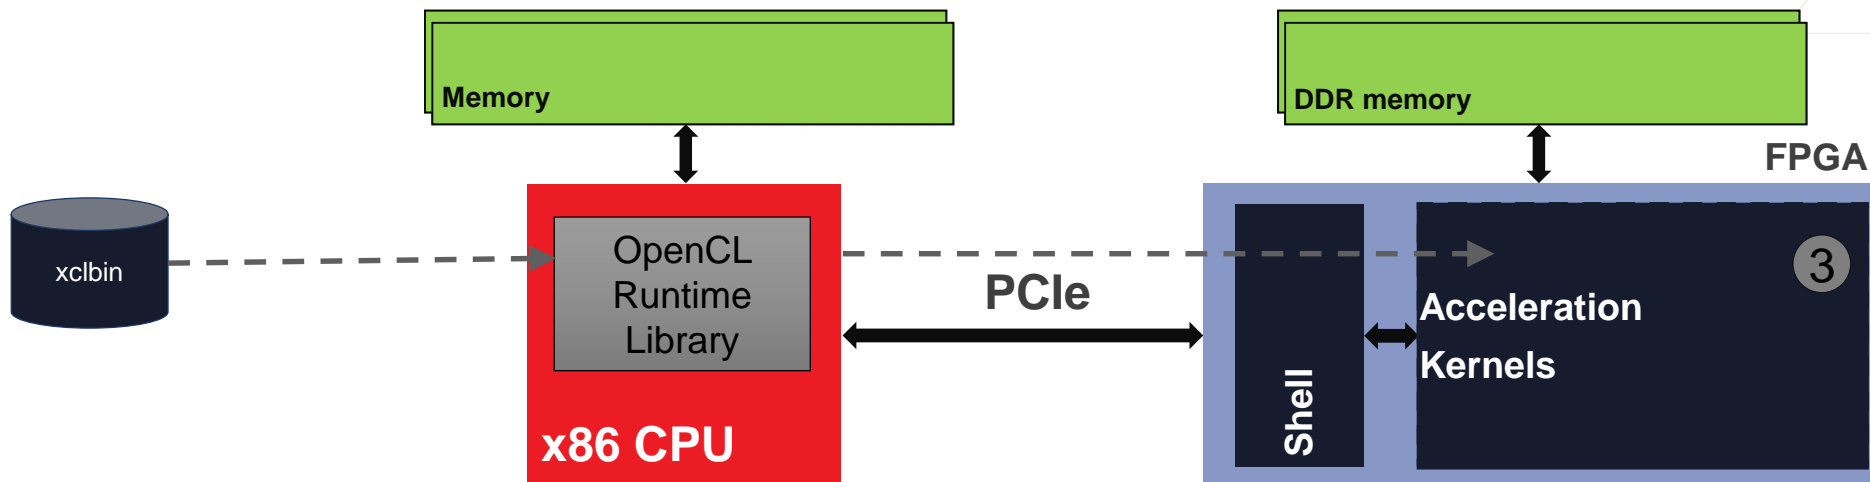 Memory
DDR memory
FPGA
xclbin
OpenCL
Runtime
Library
x86 CPU
PCIe
Shell
Acceleration
Kernels
3